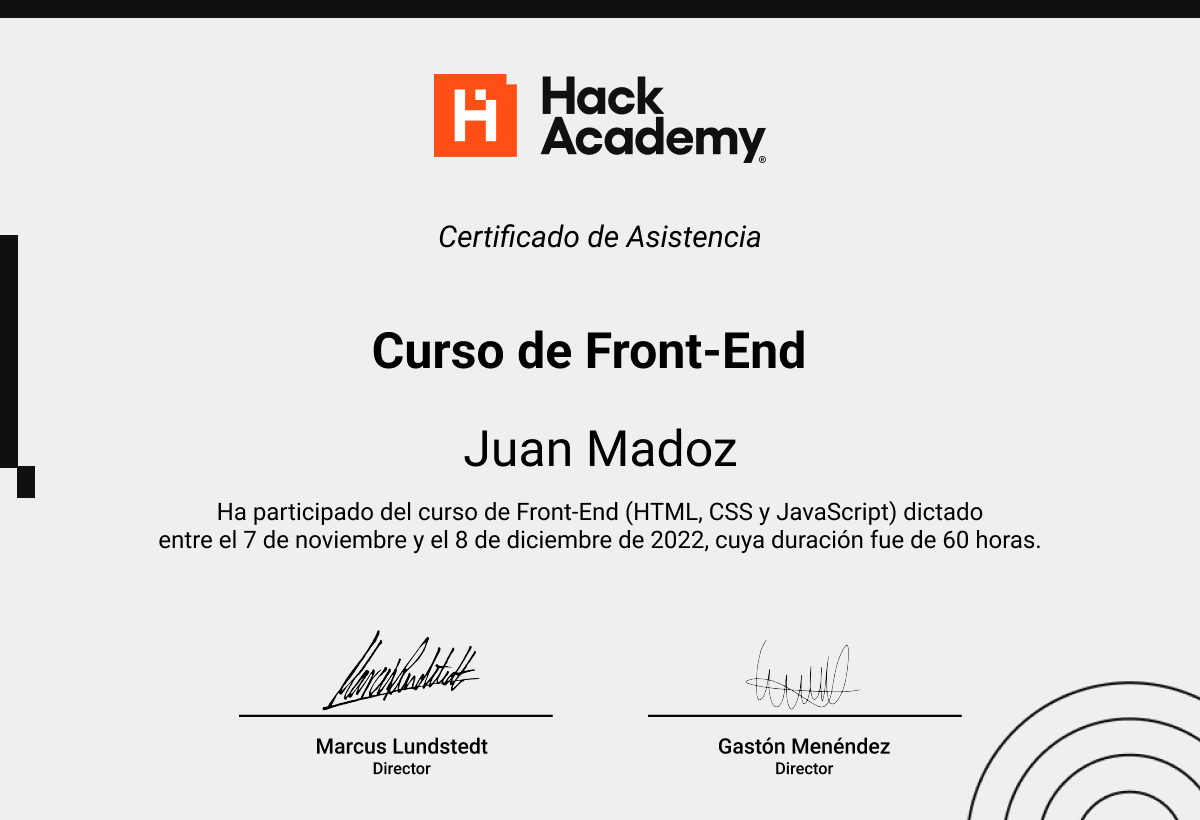 Hack
Academy®
Certificado de Asistencia
Curso de Front-End
Juan Madoz
Ha participado del curso de Front-End (HTML, CSS y JavaScript) dictado
entre el 7 de noviembre y el 8 de diciembre de 2022, cuya duración fue de 60 horas.
Marcus Lundstedt
Marcus Lundstedt
Director
Gastón Menéndez
Director